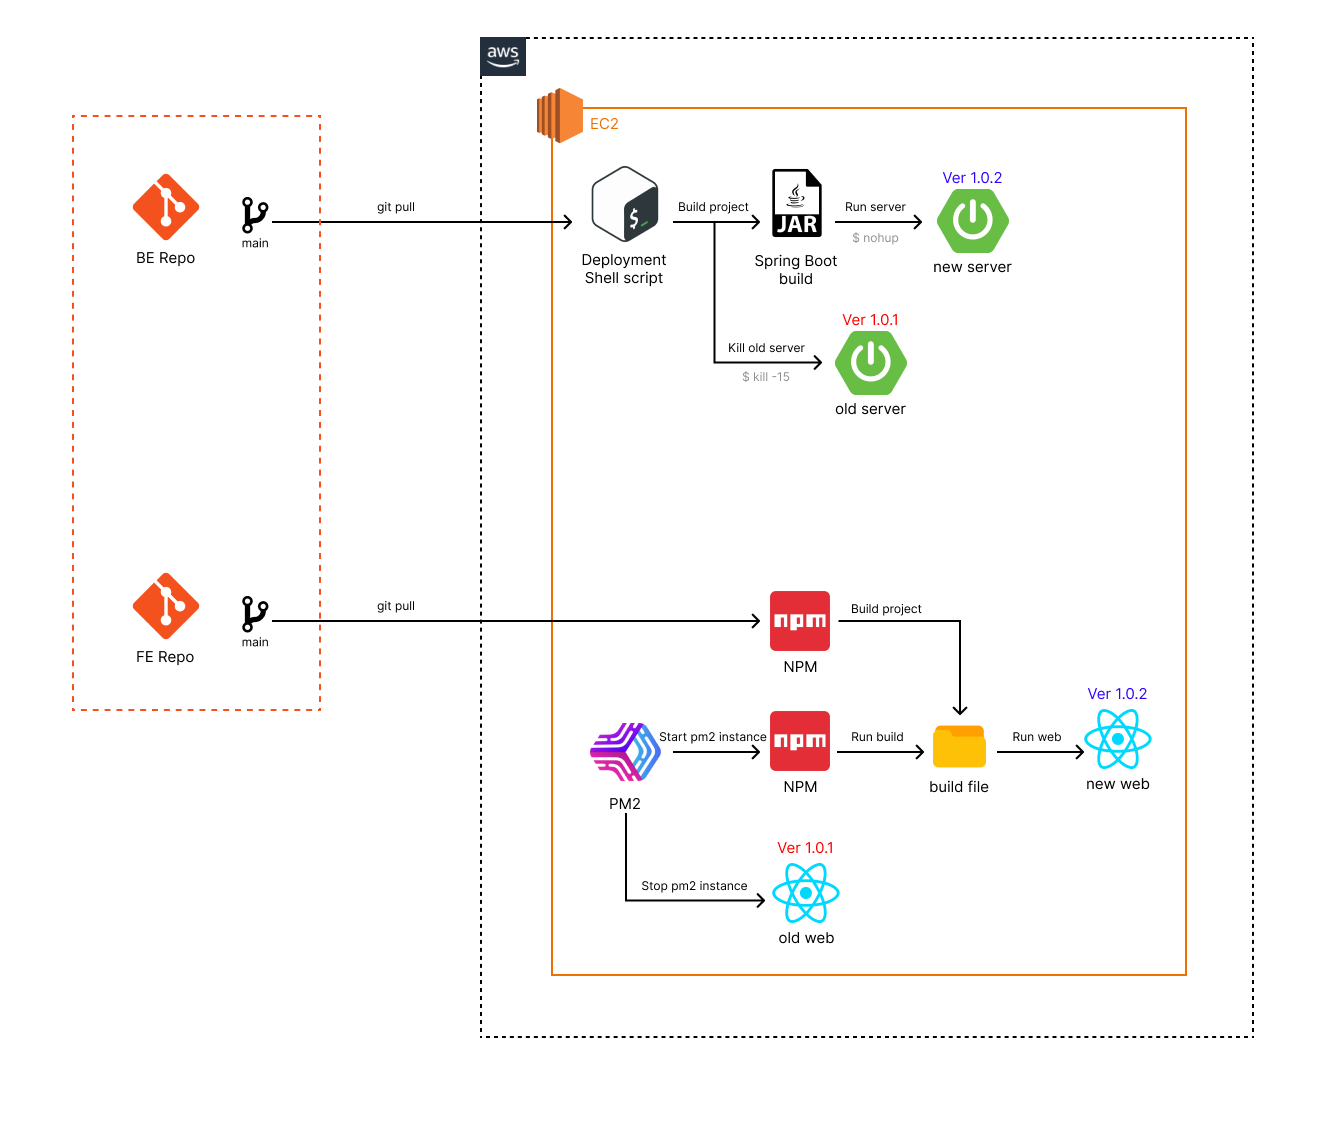 aws
EC2
BE Repo
main
git pull
$
Deployment
Shell script
Build project
JAR
Spring Boot
build
Run server
$ nohup
Ver 1.0.2
new server
Kill old server
$ kill -15
Ver 1.0.1
old server
FE Repo
main
git pull
npm
NPM
Build project
PM2
Start pm2 instance
npm
NPM
Run build
build file
Run web
Ver 1.0.2
new web
Stop pm2 instance
Ver 1.0.1
old web